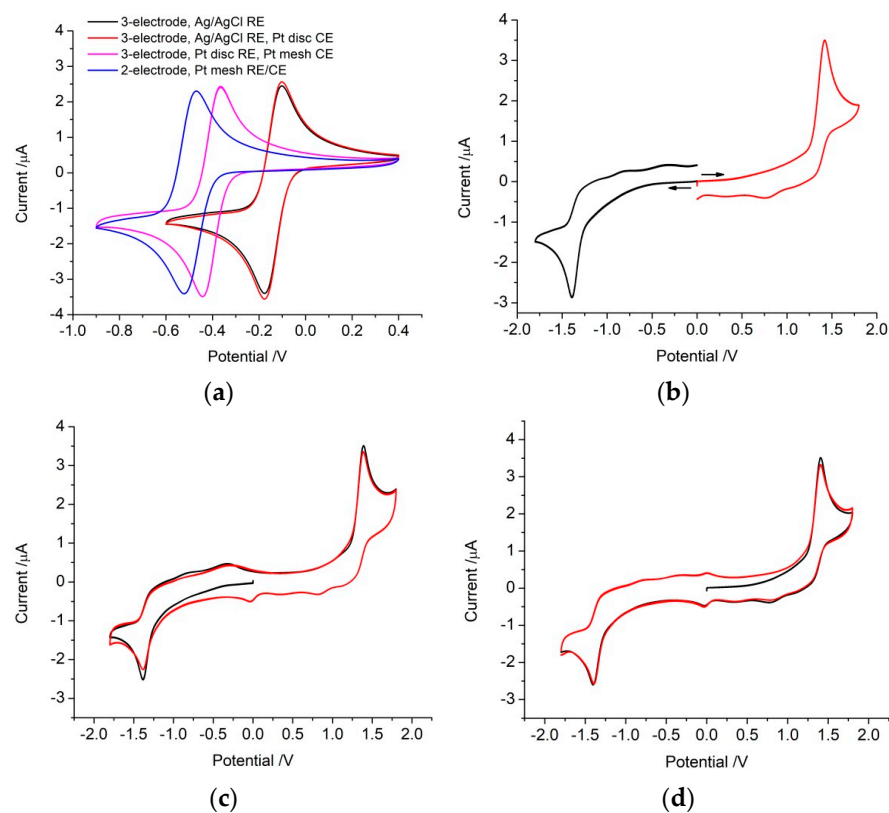 3-electrode, Ag/AgCl RE
3-electrode, Ag/AgCl RE, Pt disc CE
3-electrode, Pt disc RE, Pt mesh CE
2-electrode, Pt mesh RE/CE
4
3
2
1
0
-1
-2
-3
-4
Current /µA
-1.0 -0.8 -0.6 -0.4 -0.2 0.0 0.2 0.4
Potential /V
(a)
4
3
2
1
0
-1
-2
-3
Current /µA
-2.0 -1.5 -1.0 -0.5 0.0 0.5 1.0 1.5 2.0
Potential /V
(b)
4
3
2
1
0
-1
-2
-3
Current /µA
-2.0 -1.5 -1.0 -0.5 0.0 0.5 1.0 1.5 2.0
Potential /V
(c)
4
3
2
1
0
-1
-2
-3
Current /µA
-2.0 -1.5 -1.0 -0.5 0.0 0.5 1.0 1.5 2.0
Potential /V
(d)